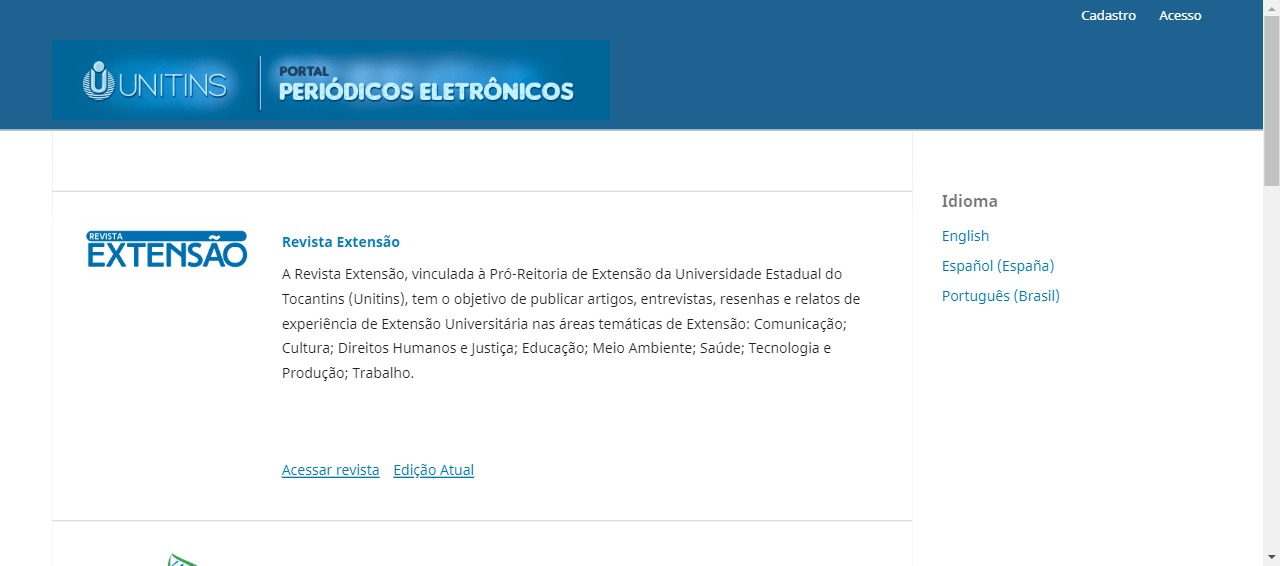 Cadastro Acesso
UNITINS PORTAL PERIÓDICOS ELETRÔNICOS
Idioma
English
Español (España)
Português (Brasil)
REVISTA
EXTENSÃO
Revista Extensão
A Revista Extensão, vinculada à Pró-Reitoria de Extensão da Universidade Estadual do
Tocantins (Unitins), tem o objetivo de publicar artigos, entrevistas, resenhas e relatos de
experiência de Extensão Universitária nas áreas temáticas de Extensão: Comunicação;
Cultura; Direitos Humanos e Justiça; Educação; Meio Ambiente; Saúde; Tecnologia e
Produção; Trabalho.
Acessar revista Edição Atual